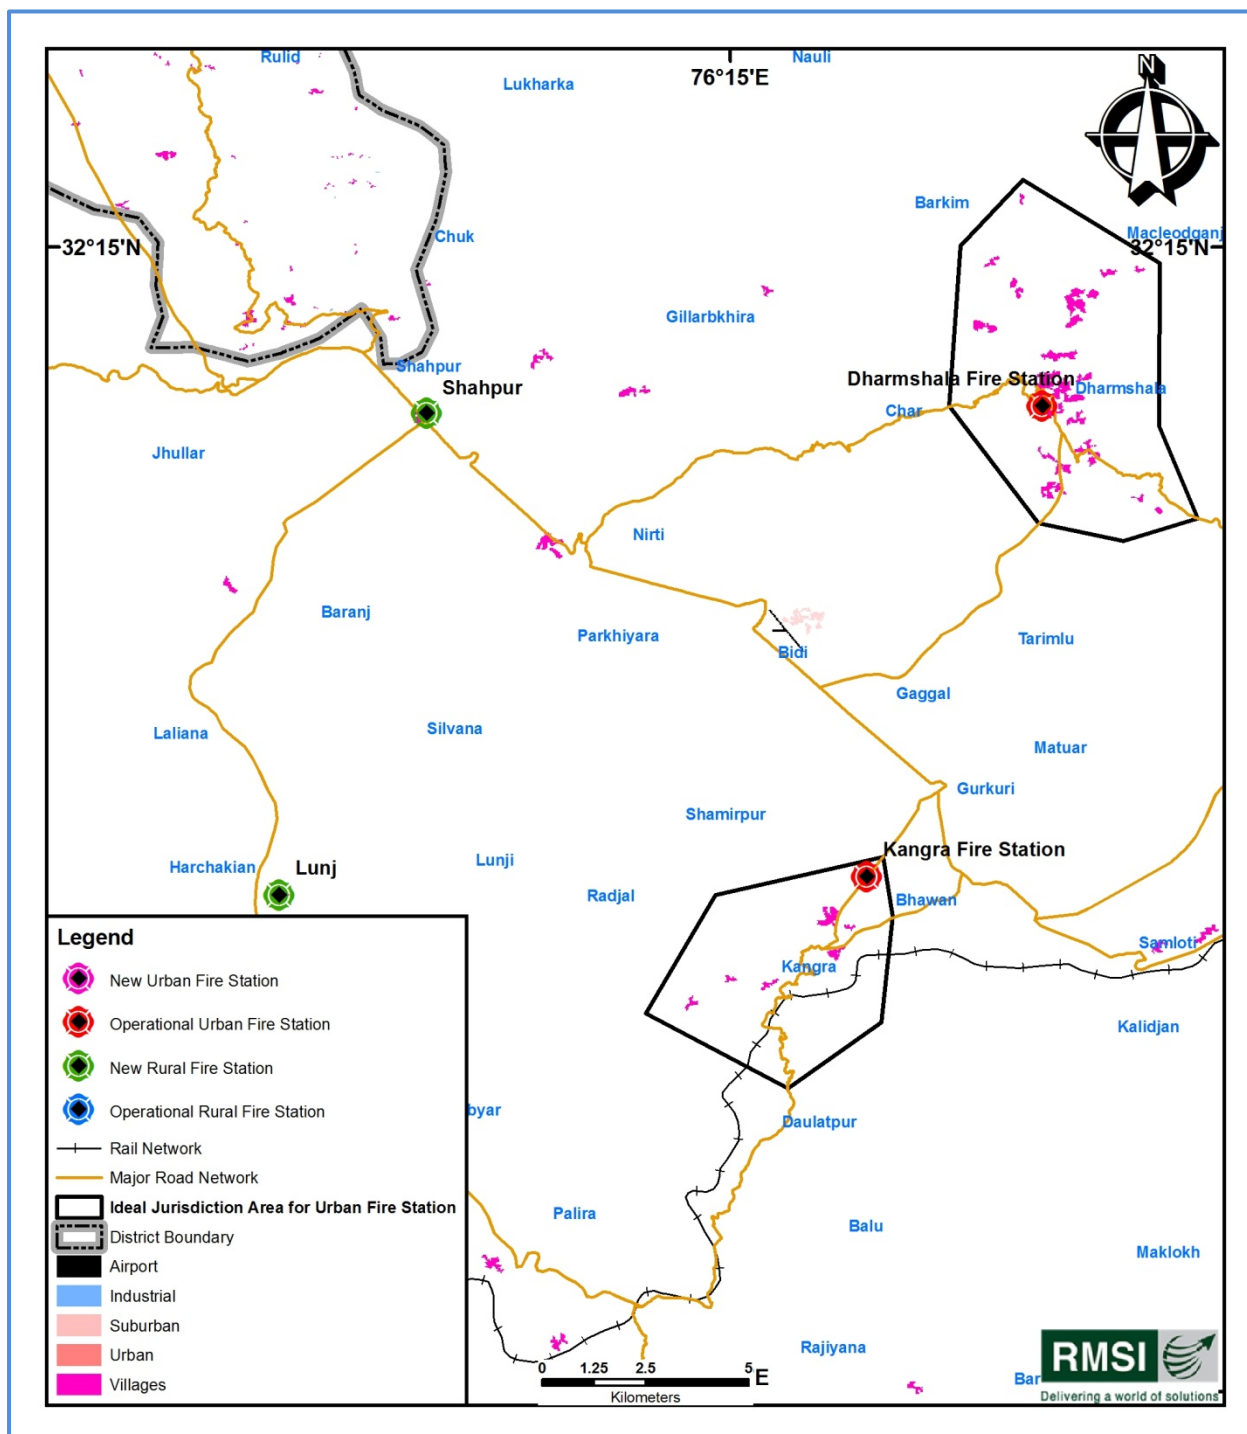 Rulid
Nauli
76°15'E
Lukharka
N
Barkim
Macleodganj
Chuk
32°15'N
32°15'N
Gillarbkhira
Shahpur
Shahpur
Dharmshala Fire Station
Dharmshala
Char
Jhullar
Nirti
Baranj
Parkhiyara
Tarimlu
Bidi
Gaggal
Laliana
Silvana
Matuar
Gurkuri
Shamirpur
Kangra Fire Station
Harchakian
Lunj
Lunji
Radjal
Bhawan
Samloti
Kangra
Kalidjan
byar
Daulatpur
Palira
Balu
Maklokh
Rajiyana
Bar
Legend
New Urban Fire Station
Operational Urban Fire Station
New Rural Fire Station
Operational Rural Fire Station
Rail Network
Major Road Network
Ideal Jurisdiction Area for Urban Fire Station
District Boundary
Airport
Industrial
Suburban
Urban
Villages
0 1.25 2.5 5
E
Kilometers
RMSI
Delivering a world of solutions